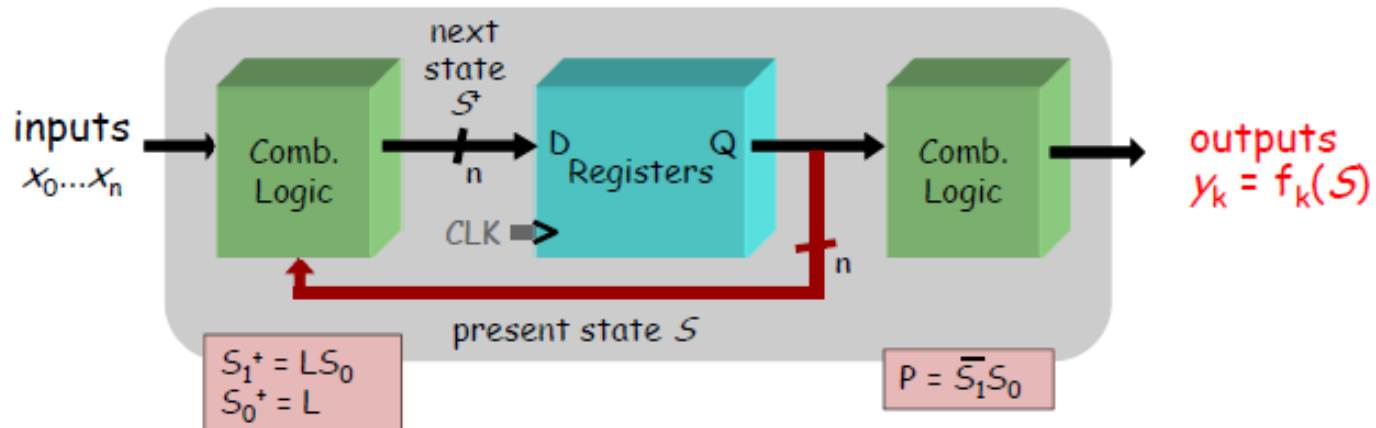 next
state
S⁺
inputs
x₀...xₙ
Comb.
Logic
n
D
Q
Registers
CLK
n
Comb.
Logic
outputs
yₖ = fₖ(S)
present state S
S₁⁺ = LS₀
S₀⁺ = L
P = S̅₁S₀